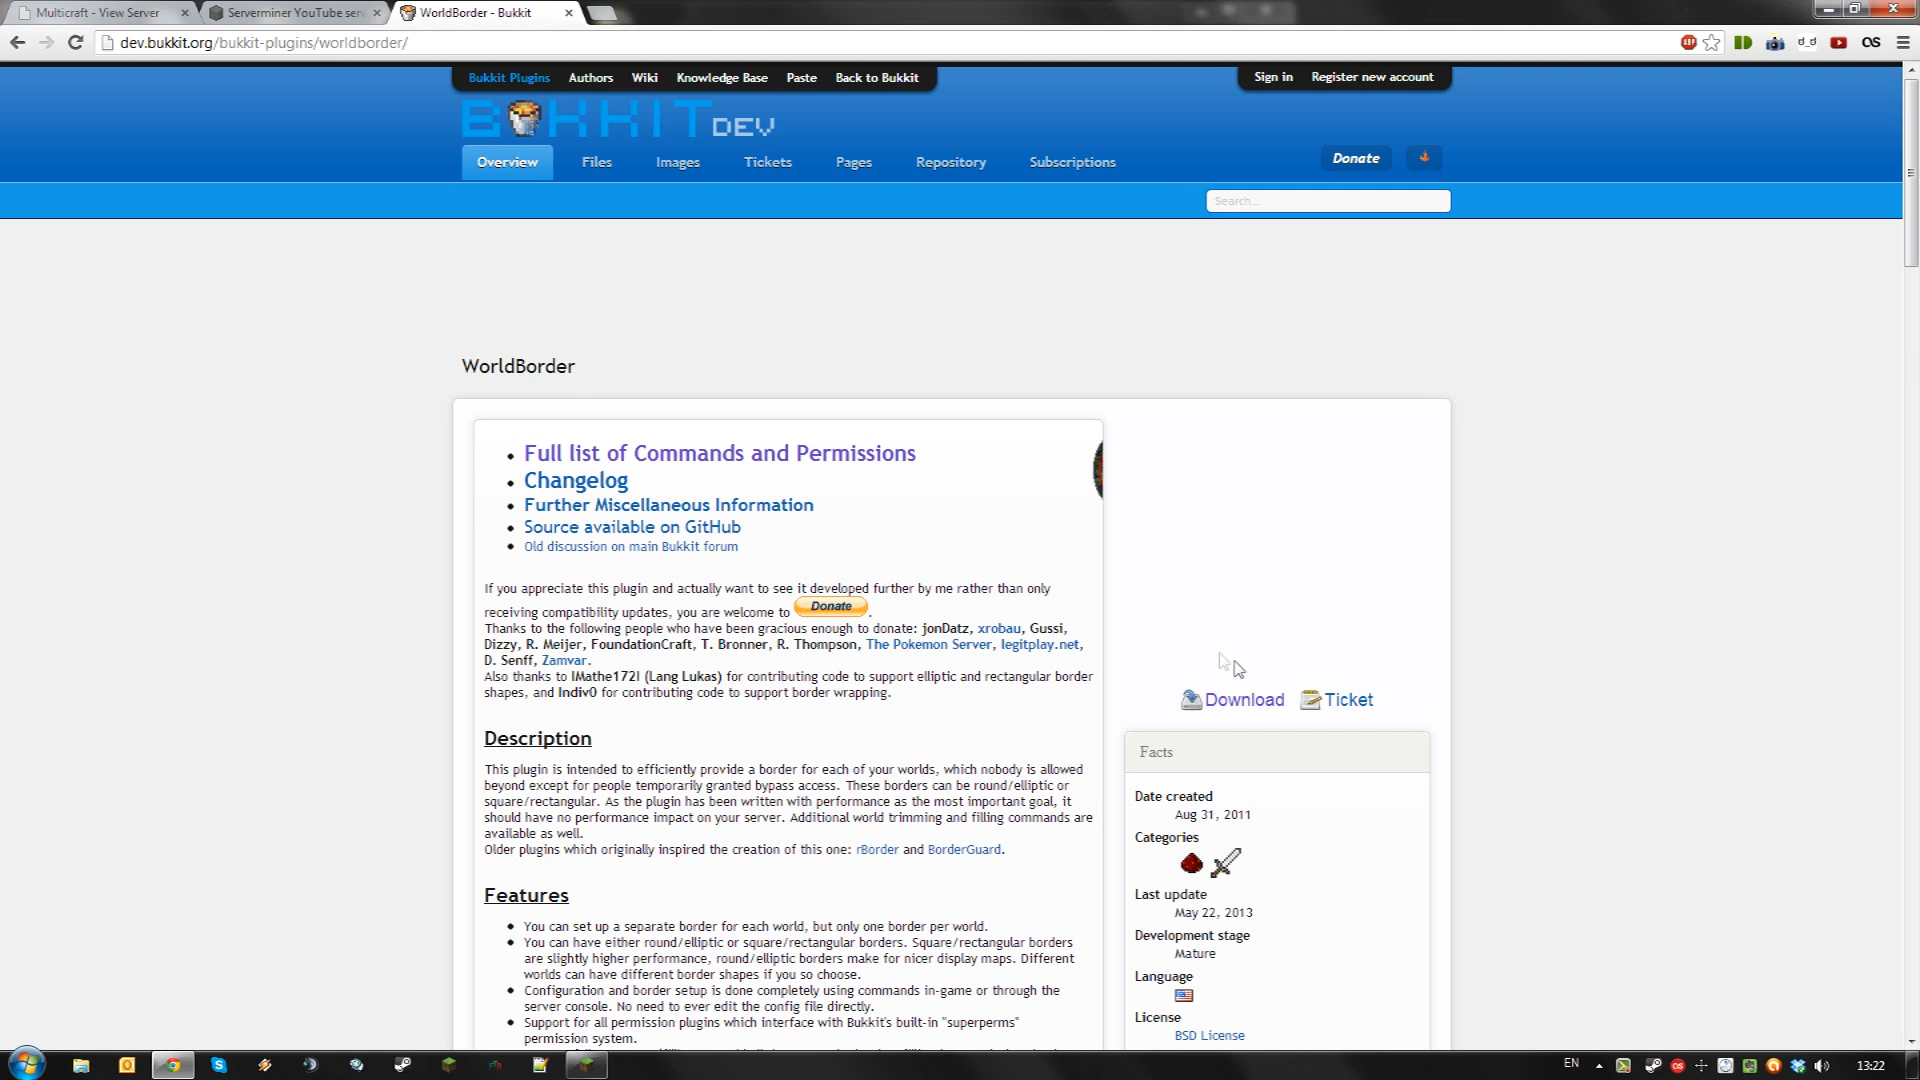 Multicraft - View Server
Serverminer YouTube serv
WorldBorder - Bukkit
dev.bukkit.org/bukkit-plugins/worldborder/
ABP
OS
Bukkit Plugins Authors Wiki Knowledge Base Paste Back to Bukkit
Sign in Register new account
BUKKIT DEV
Overview Files Images Tickets Pages Repository Subscriptions
Donate
Search...
WorldBorder
Full list of Commands and Permissions
Changelog
Further Miscellaneous Information
Source available on GitHub
Old discussion on main Bukkit forum
If you appreciate this plugin and actually want to see it developed further by me rather than only
receiving compatibility updates, you are welcome to Donate .
Thanks to the following people who have been gracious enough to donate: jonDatz, xrobau, Gussi,
Dizzy, R. Meijer, FoundationCraft, T. Bronner, R. Thompson, The Pokemon Server, legitplay.net,
D. Senff, Zamvar.
Also thanks to lMathe172l (Lang Lukas) for contributing code to support elliptic and rectangular border
shapes, and Indiv0 for contributing code to support border wrapping.
Description
This plugin is intended to efficiently provide a border for each of your worlds, which nobody is allowed
beyond except for people temporarily granted bypass access. These borders can be round/elliptic or
square/rectangular. As the plugin has been written with performance as the most important goal, it
should have no performance impact on your server. Additional world trimming and filling commands are
available as well.
Older plugins which originally inspired the creation of this one: rBorder and BorderGuard.
Features
You can set up a separate border for each world, but only one border per world.
You can have either round/elliptic or square/rectangular borders. Square/rectangular borders
are slightly higher performance, round/elliptic borders make for nicer display maps. Different
worlds can have different border shapes if you so choose.
Configuration and border setup is done completely using commands in-game or through the
server console. No need to ever edit the config file directly.
Support for all permission plugins which interface with Bukkit's built-in "superperms"
permission system.
Download Ticket
Facts
Date created
Aug 31, 2011
Categories
Last update
May 22, 2013
Development stage
Mature
Language
License
BSD License
EN
13:22